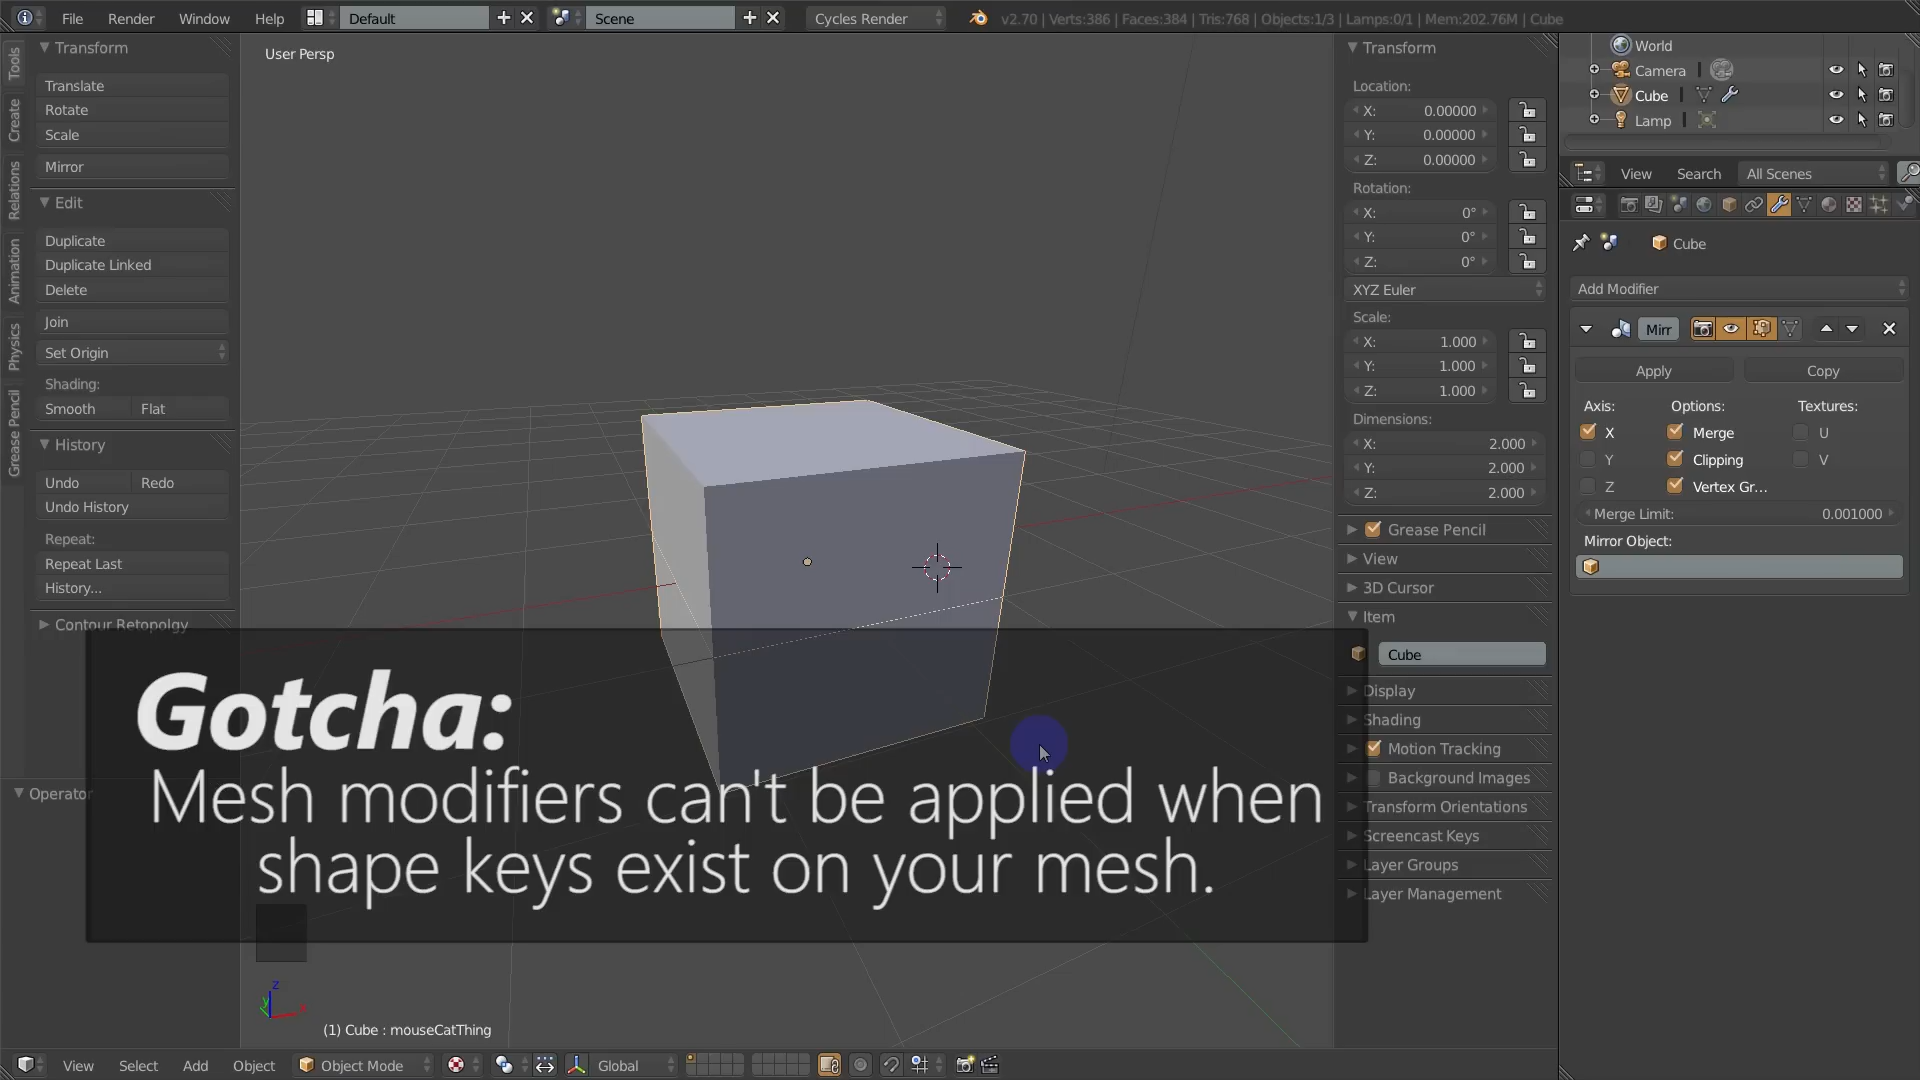 File Render Window Help Default Scene Cycles Render v2.70 | Verts:386 | Faces:384 | Tris:768 | Objects:1/3 | Lamps:0/1 | Mem:202.76M | Cube
Tools
Create
Relations
Animation
Physics
Grease Pencil
Transform
Translate
Rotate
Scale
Mirror
Edit
Duplicate
Duplicate Linked
Delete
Join
Set Origin
Shading:
Smooth Flat
History
Undo Redo
Undo History
Repeat:
Repeat Last
History...
Contour Retopolgy
Operator
User Persp
Gotcha:
Mesh modifiers can't be applied when
shape keys exist on your mesh.
z
y
x
(1) Cube : mouseCatThing
View Select Add Object Object Mode Global
Transform
Location:
X: 0.00000
Y: 0.00000
Z: 0.00000
Rotation:
X: 0°
Y: 0°
Z: 0°
XYZ Euler
Scale:
X: 1.000
Y: 1.000
Z: 1.000
Dimensions:
X: 2.000
Y: 2.000
Z: 2.000
Grease Pencil
View
3D Cursor
Item
Cube
Display
Shading
Motion Tracking
Background Images
Transform Orientations
Screencast Keys
Layer Groups
Layer Management
World
Camera
Cube
Lamp
View Search All Scenes
Cube
Add Modifier
Mirr
Apply Copy
Axis: Options: Textures:
X Merge U
Y Clipping V
Z Vertex Gr...
Merge Limit: 0.001000
Mirror Object: